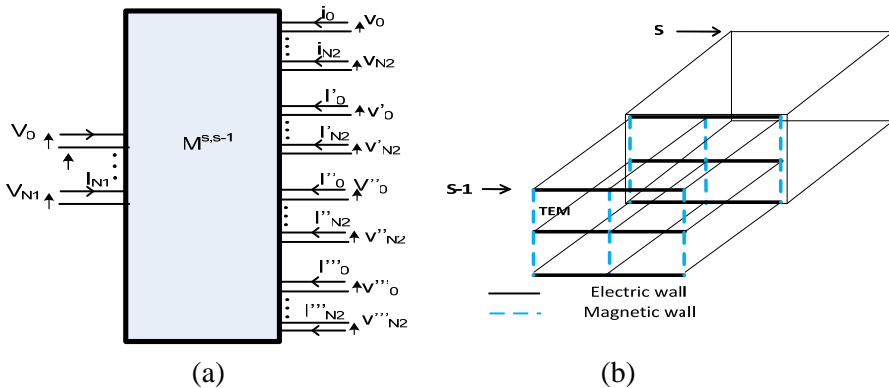 i0
v0
iN2
vN2
I'0
v'0
I'N2
v'N2
I''0
V''0
I''N2
v''N2
I'''0
v'''0
I'''N2
v'''N2
V0
IN1
VN1
M^s,s-1
(a)
S
S-1
TEM
Electric wall
Magnetic wall
(b)